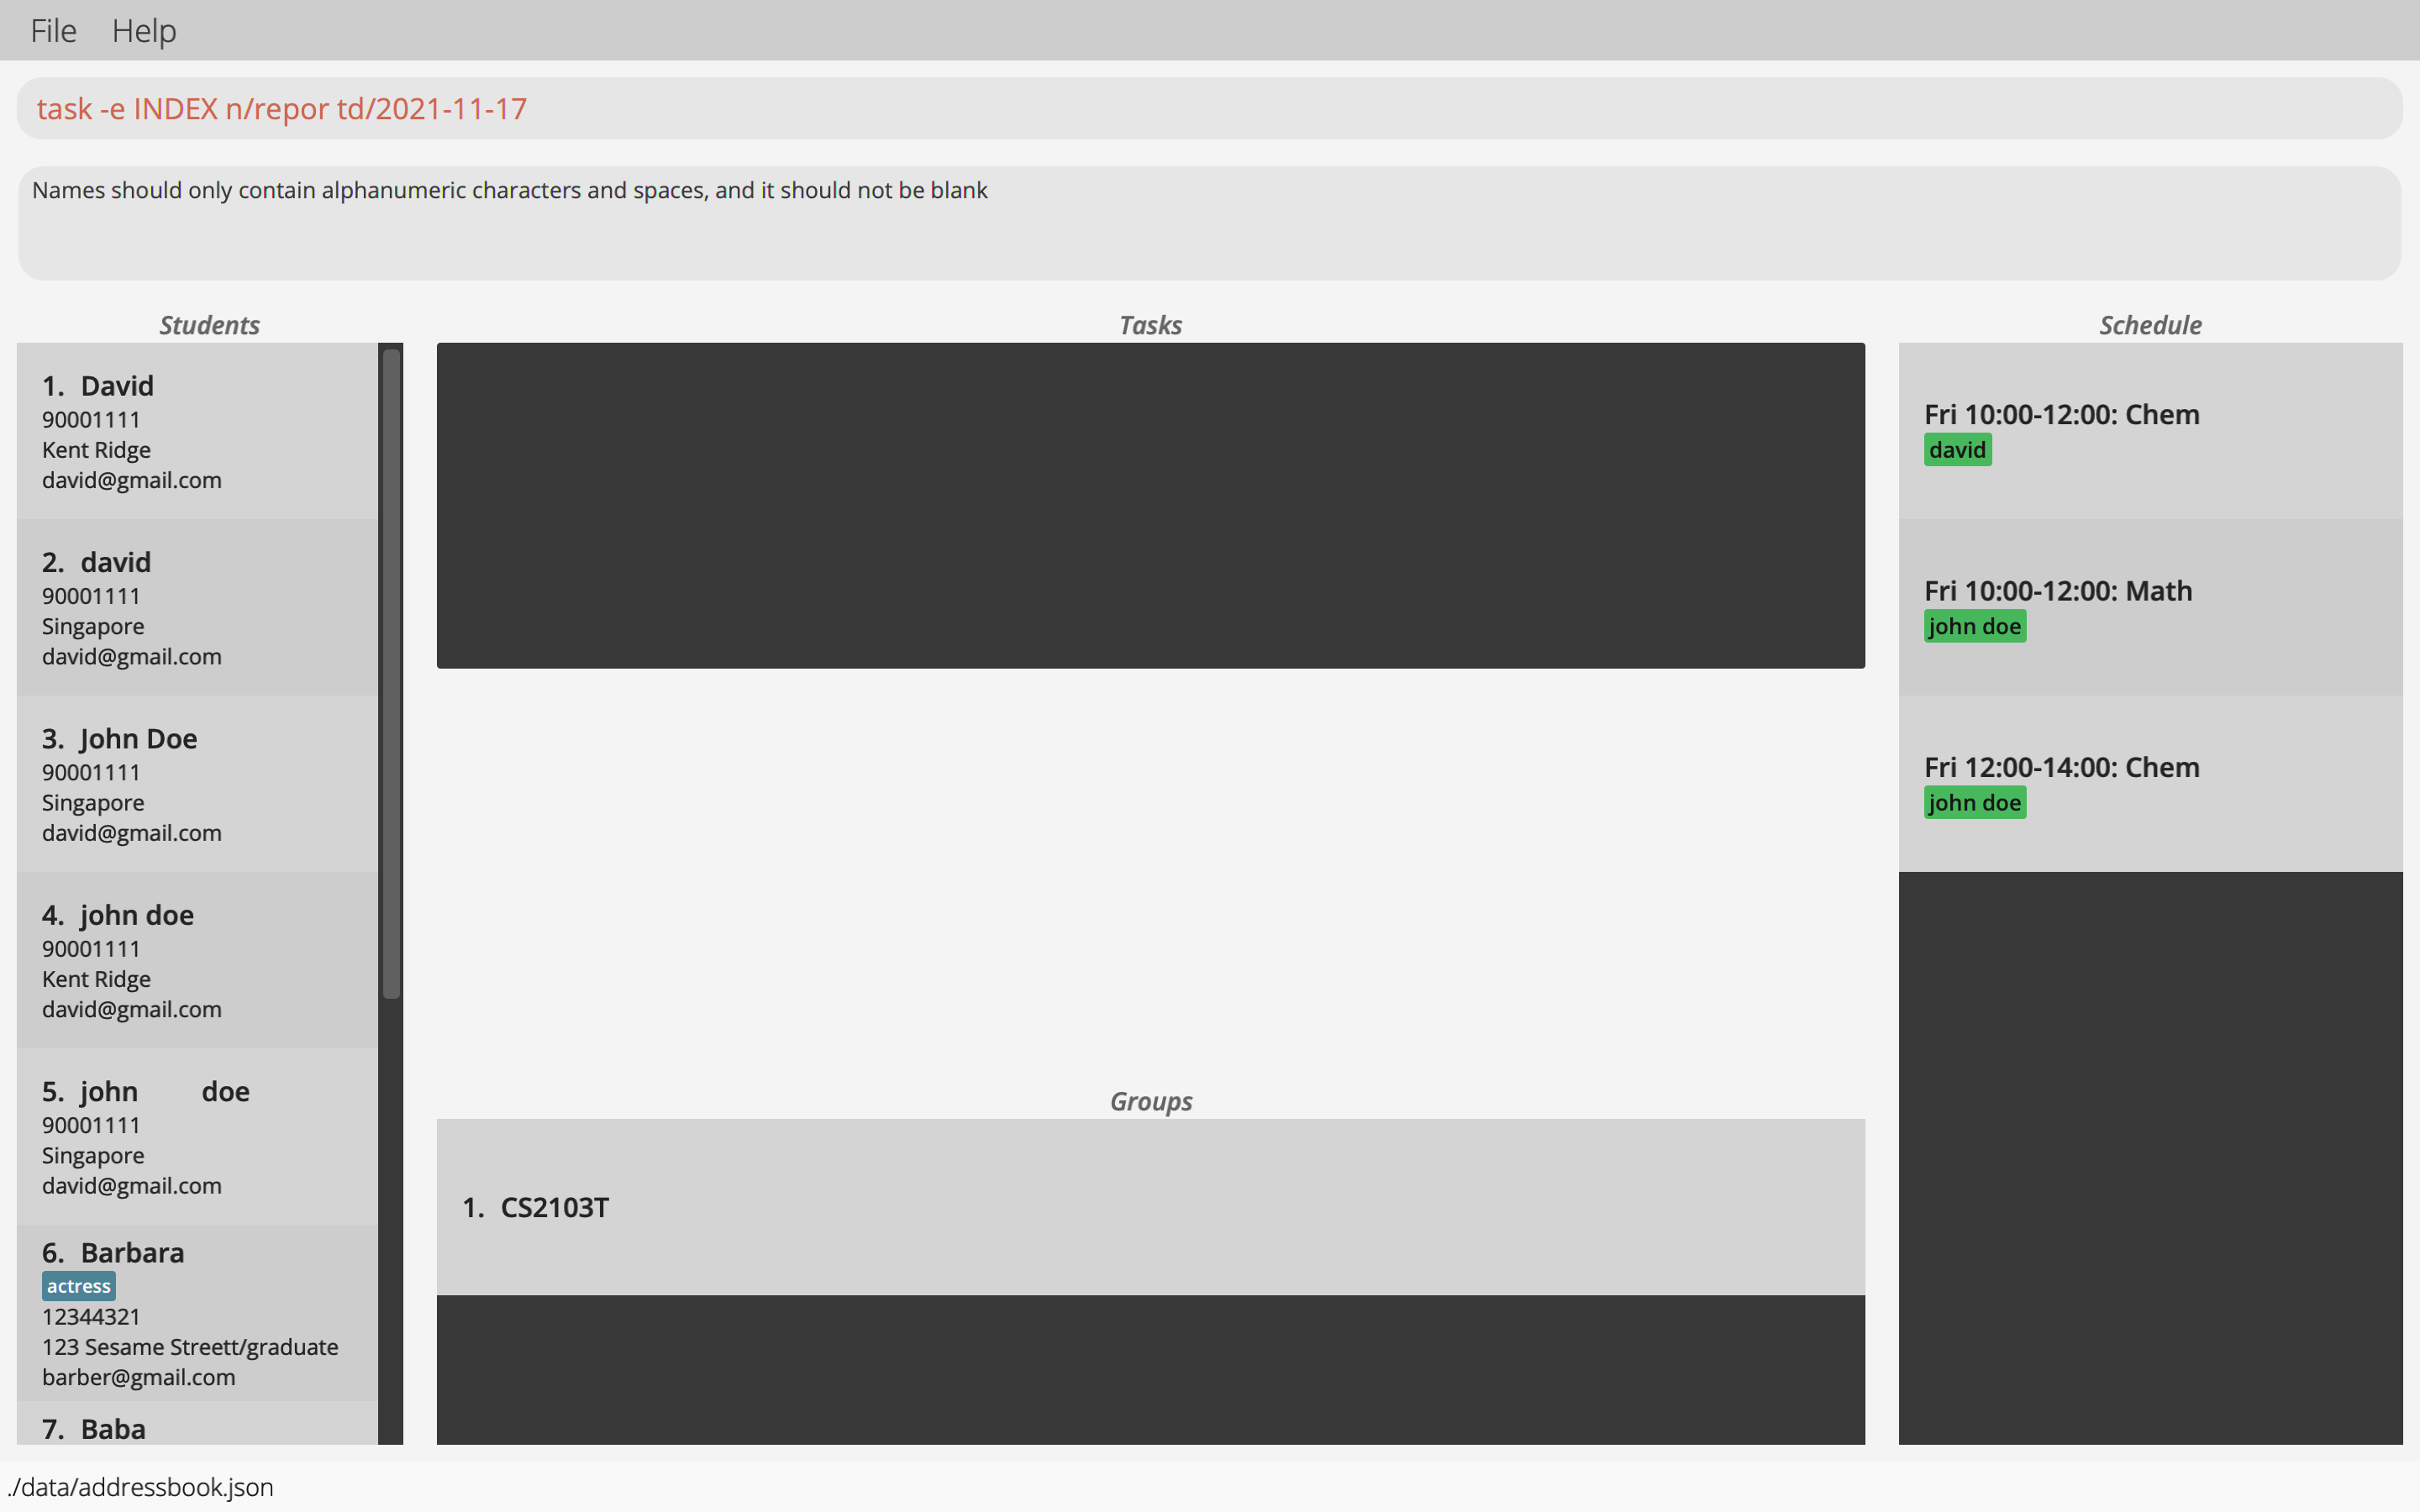 File Help
task -e INDEX n/repor td/2021-11-17
Names should only contain alphanumeric characters and spaces, and it should not be blank
Students
1. David
90001111
Kent Ridge
david@gmail.com
2. david
90001111
Singapore
david@gmail.com
3. John Doe
90001111
Singapore
david@gmail.com
4. john doe
90001111
Kent Ridge
david@gmail.com
5. john doe
90001111
Singapore
david@gmail.com
6. Barbara
actress
12344321
123 Sesame Streett/graduate
barber@gmail.com
7. Baba
Tasks
Groups
1. CS2103T
Schedule
Fri 10:00-12:00: Chem
david
Fri 10:00-12:00: Math
john doe
Fri 12:00-14:00: Chem
john doe
./data/addressbook.json